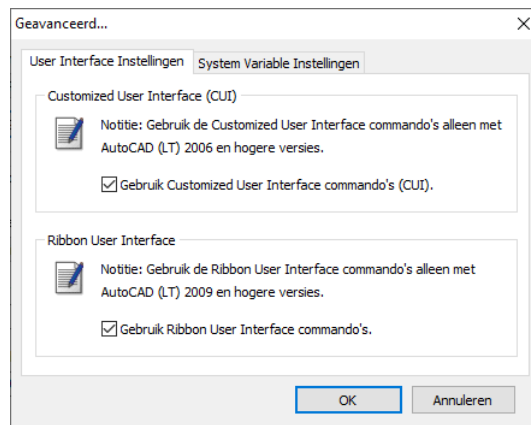 Geavanceerd...
User Interface Instellingen
System Variable Instellingen
Customized User Interface (CUI)
Notitie: Gebruik de Customized User Interface commando's alleen met
AutoCAD (LT) 2006 en hogere versies.
Gebruik Customized User Interface commando's (CUI).
Ribbon User Interface
Notitie: Gebruik de Ribbon User Interface commando's alleen met
AutoCAD (LT) 2009 en hogere versies.
Gebruik Ribbon User Interface commando's.
OK
Annuleren